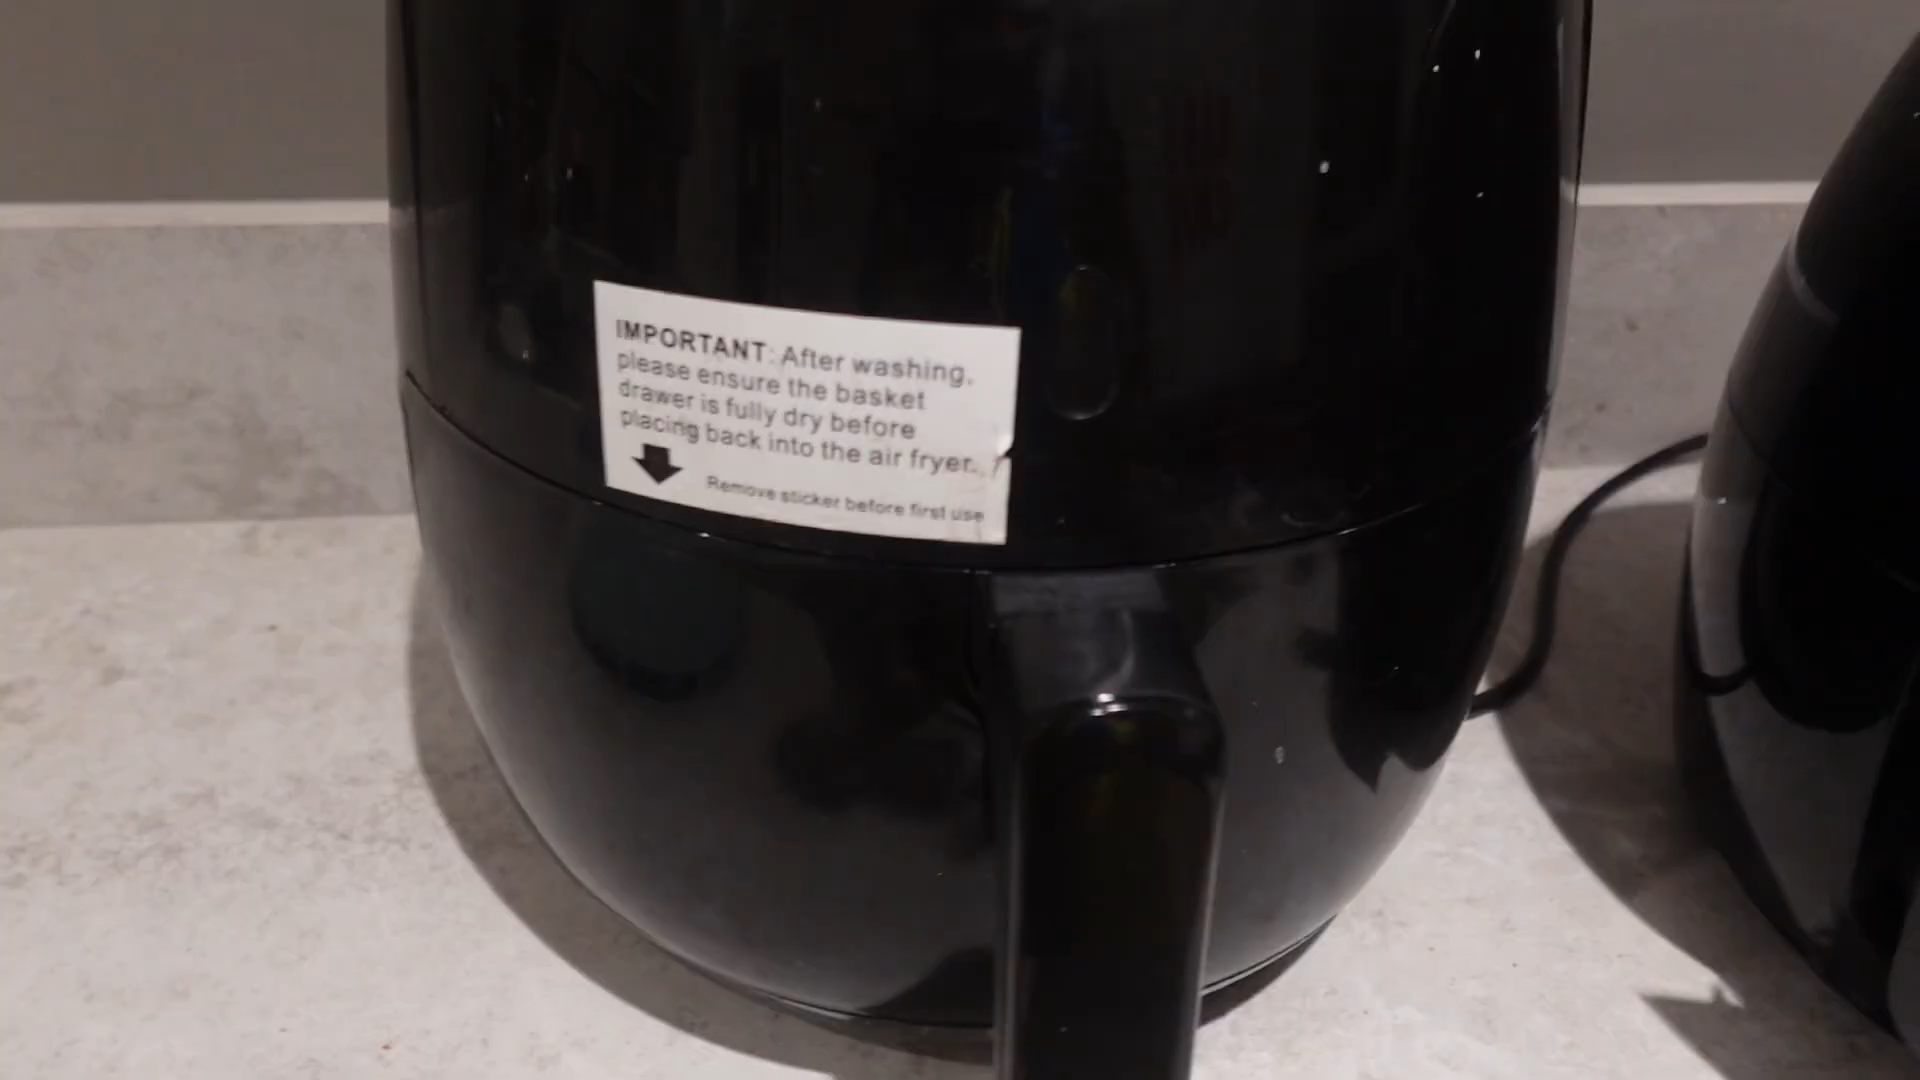 IMPORTANT: After washing,
please ensure the basket
drawer is fully dry before
placing back into the air fryer.
Remove sticker before first use